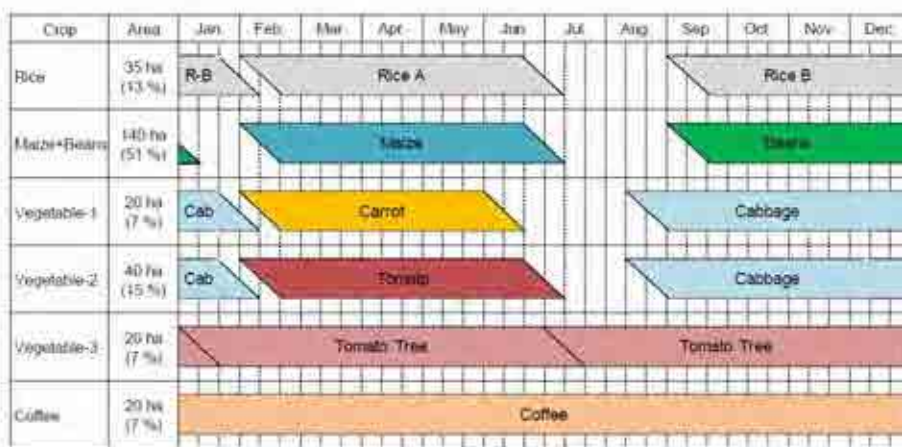 Crop Area Jan Feb Mar Apr May Jun Jul Aug Sep Oct Nov Dec
Rice 35 ha (13 %) R-B Rice A Rice B
Maize+Beans 140 ha (51 %) Maize Beans
Vegetable-1 20 ha (7 %) Cab Carrot Cabbage
Vegetable-2 40 ha (15 %) Cab Tomato Cabbage
Vegetable-3 20 ha (7 %) Tomato Tree Tomato Tree
Coffee 20 ha (7 %) Coffee